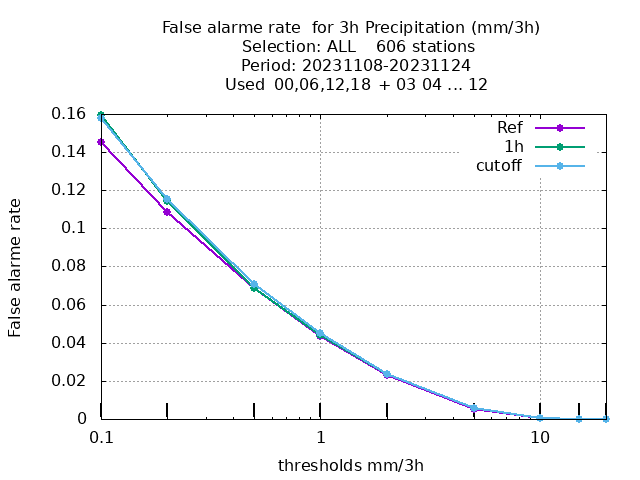 False alarme rate  for 3h Precipitation (mm/3h)
Selection: ALL    606 stations
Period: 20231108-20231124
Used  00,06,12,18  + 03 04 ... 12
0.16
0.14
0.12
0.1
0.08
0.06
0.04
0.02
0
False alarme rate
Ref
1h
cutoff
0.1
1
10
thresholds mm/3h